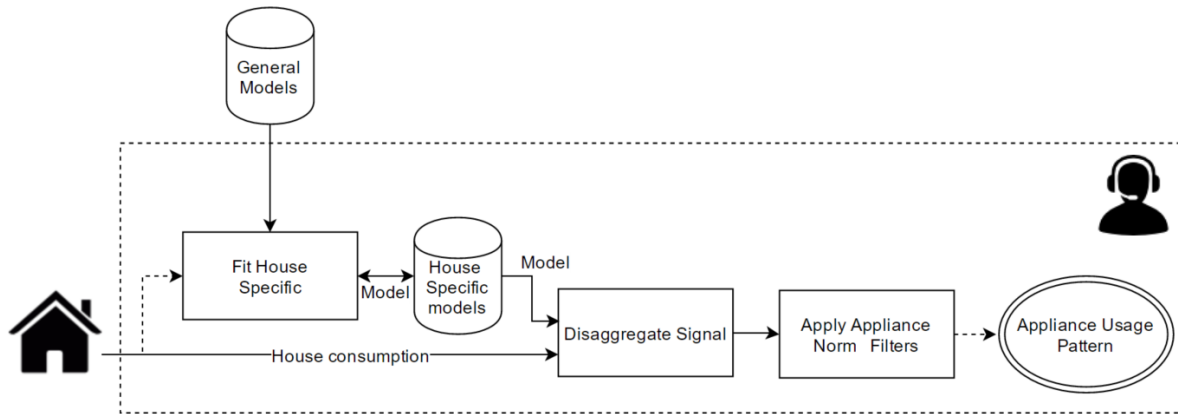 General
Models
Fit House
Specific
Model
House
Specific
models
Model
Disaggregate Signal
Apply Appliance
Norm Filters
Appliance Usage
Pattern
House consumption